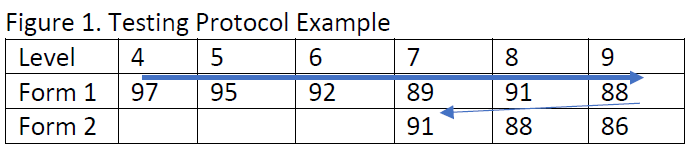 Figure 1. Testing Protocol Example
Level 4 5 6 7 8 9
Form 1 97 95 92 89 91 88
Form 2 91 88 86